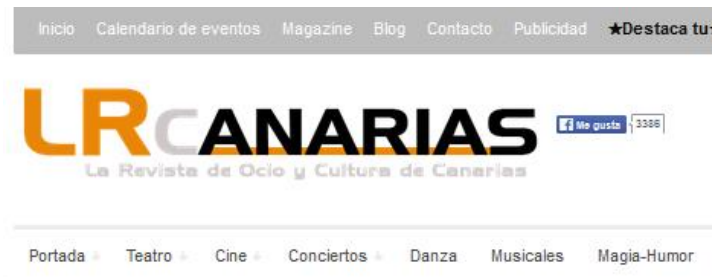 Inicio Calendario de eventos Magazine Blog Contacto Publicidad ★Destaca tu
LRCANARIAS
Me gusta 3386
La Revista de Ocio y Cultura de Canarias
Portada + Teatro + Cine + Conciertos + Danza Musicales Magia-Humor